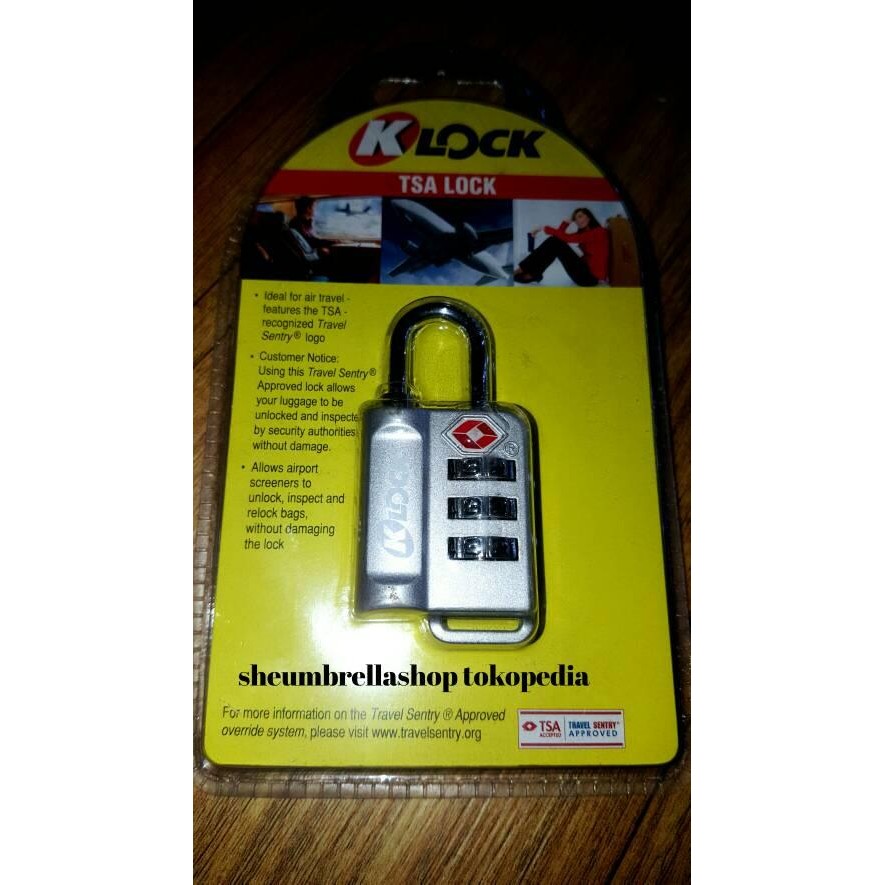 K LOCK
TSA LOCK
• Ideal for air travel -
features the TSA -
recognized Travel
Sentry® logo
• Customer Notice:
Using this Travel Sentry®
Approved lock allows
your luggage to be
unlocked and inspecte
by security authorities
without damage.
• Allows airport
screeners to
unlock, inspect and
relock bags,
without damaging
the lock
®
K LOCK
sheumbrellashop tokopedia
For more information on the Travel Sentry ® Approved
override system, please visit www.travelsentry.org
TSA
ACCEPTED
TRAVEL SENTRY®
APPROVED